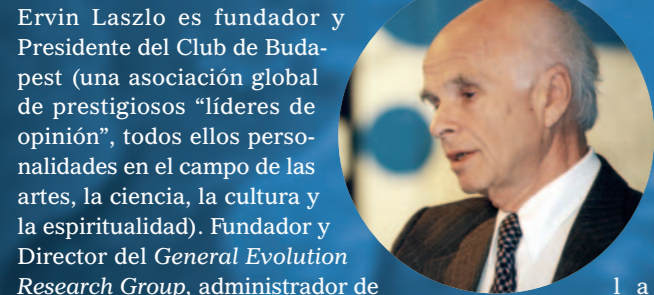 Ervin Laszlo es fundador y
Presidente del Club de Buda-
pest (una asociación global
de prestigiosos “líderes de
opinión”, todos ellos perso-
nalidades en el campo de las
artes, la ciencia, la cultura y
la espiritualidad). Fundador y
Director del General Evolution
Research Group, administrador de l a